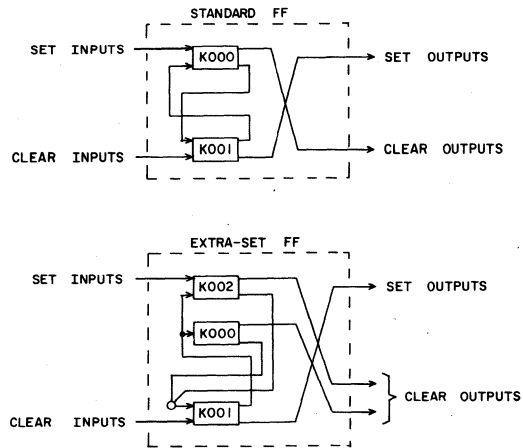 STANDARD FF
SET INPUTS
K000
SET OUTPUTS
K001
CLEAR INPUTS
CLEAR OUTPUTS
EXTRA-SET FF
SET INPUTS
K002
SET OUTPUTS
K000
CLEAR OUTPUTS
K001
CLEAR INPUTS